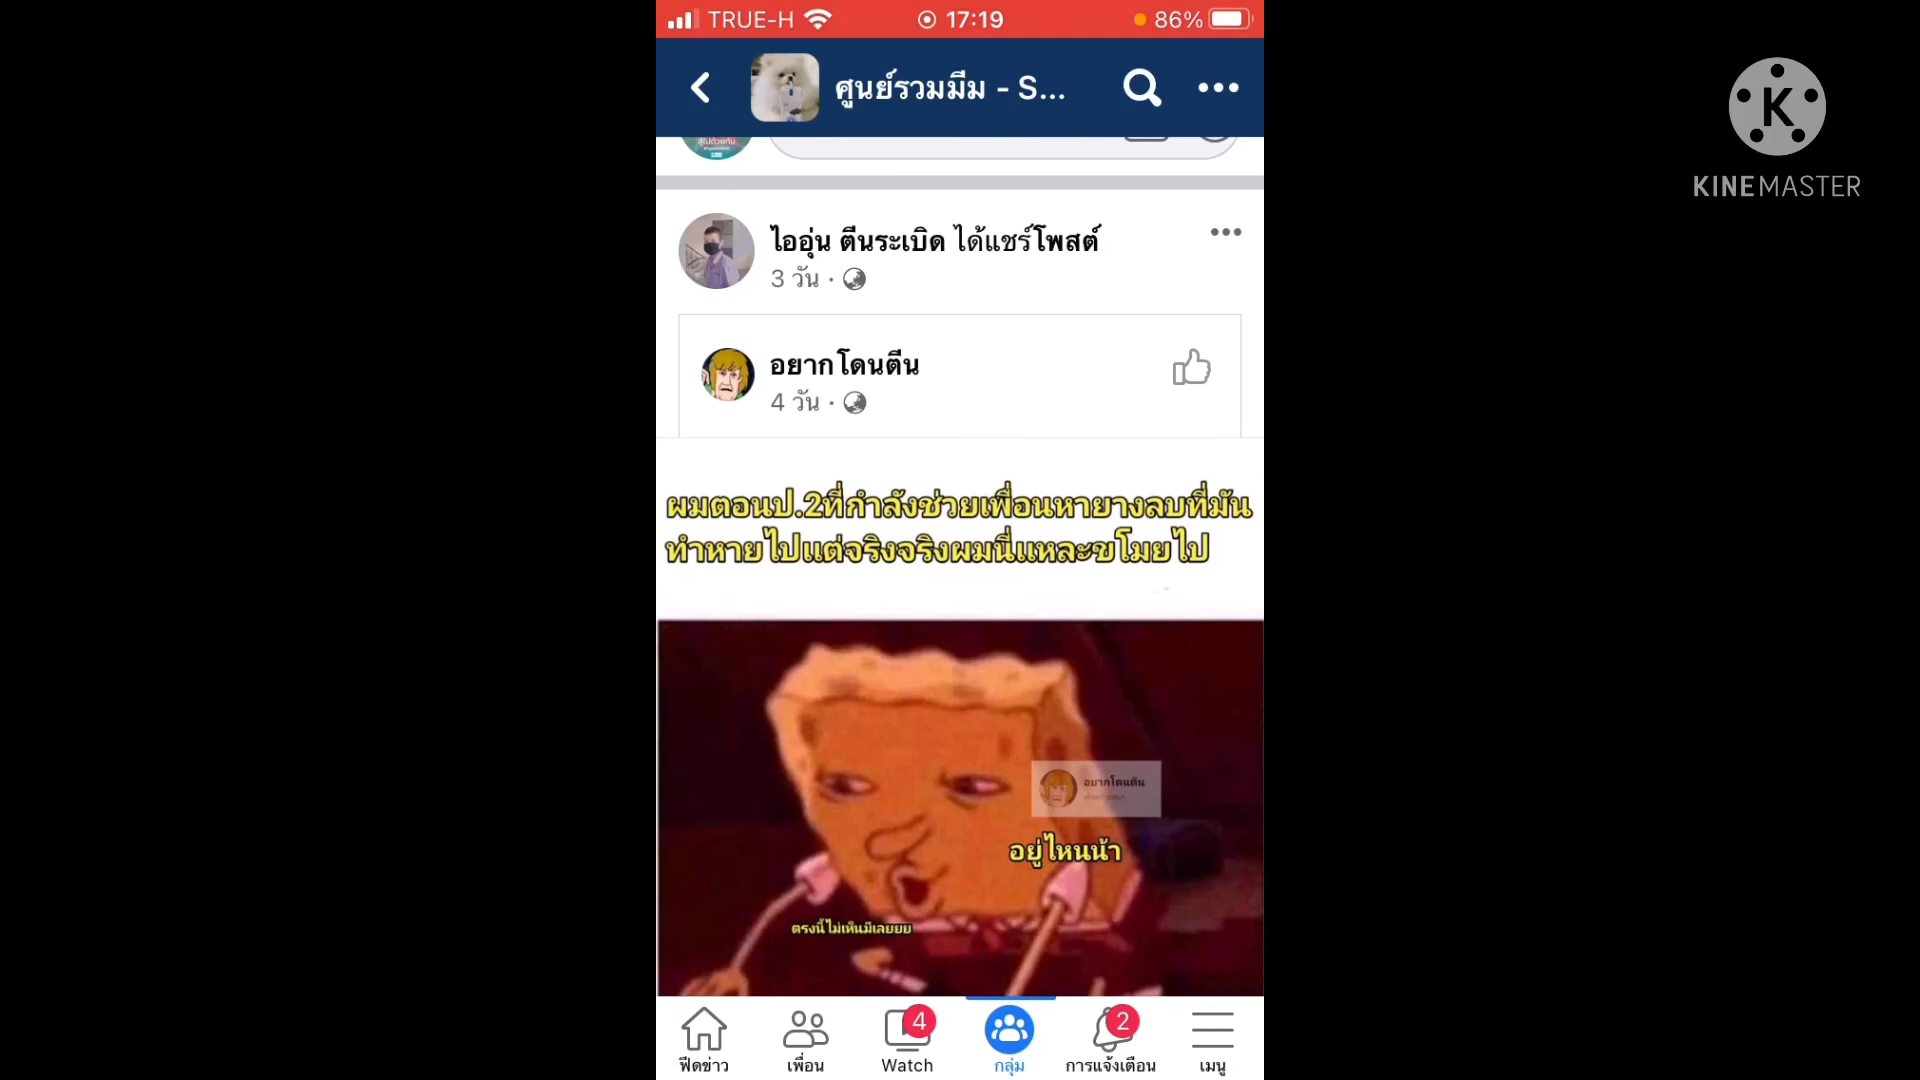 TRUE-H
17:19
86%
ศูนย์รวมมีม - S...
KINEMASTER
ไออุ่น ตีนระเบิด ได้แชร์โพสต์
3 วัน ·
อยากโดนตีน
4 วัน ·
ผมตอนป.2ที่กำลังช่วยเพื่อนหายางลบที่มัน
ทำหายไปแต่จริงจริงผมนี่แหละขโมยไป
อยากโดนตีน
อยู่ไหนน้า
ตรงนี้ไม่เห็นมีเลยยย
4
2
ฟีดข่าว
เพื่อน
Watch
กลุ่ม
การแจ้งเตือน
เมนู